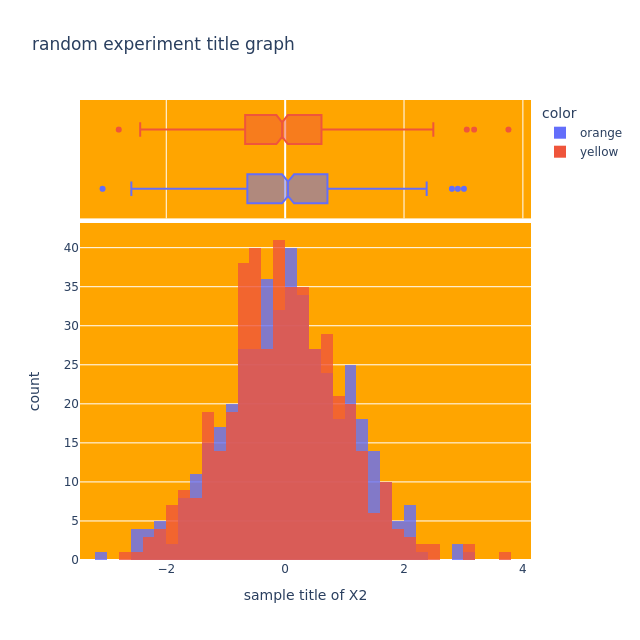 random experiment title graph
color
orange
yellow
40
35
30
25
20
15
10
5
0
count
−2
0
2
4
sample title of X2